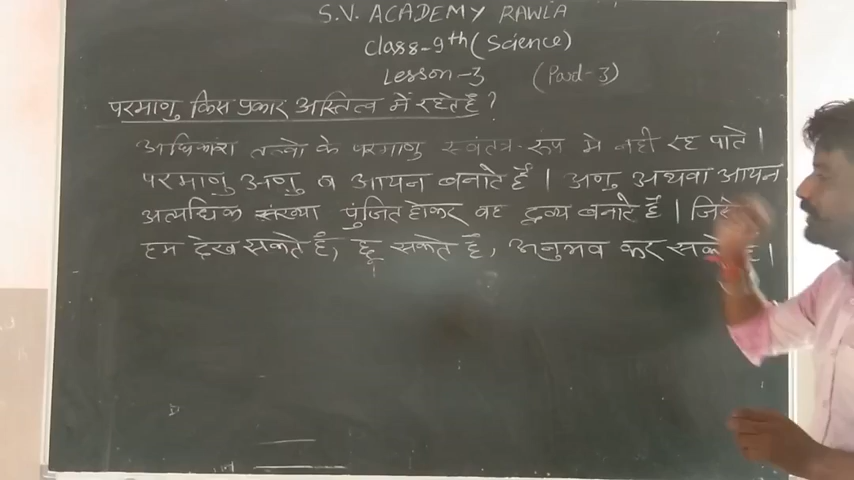 S.V. ACADEMY RAWLA
Class-9th (Science)
Lesson-3 (Part-3)
परमाणु किस प्रकार अस्तित्व में रहते हैं ?
अधिकांश तत्वो के परमाणु स्वंतत्र रूप मे नही रह पाते ।
परमाणु अणु व आयन बनाते हैं । अणु अथवा आयन
अत्यधिक संख्या पुंजित होकर वह द्रव्य बनाते हैं ।
हम देख सकते हैं, छू सकते हैं, अनुभव कर सकते है ।